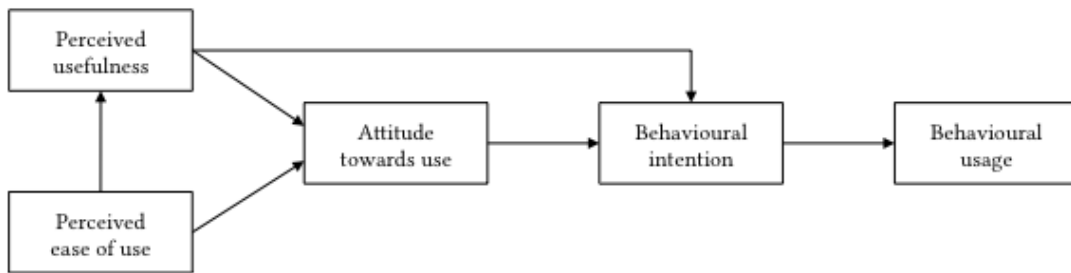 Perceived
usefulness
Attitude
towards use
Behavioural
intention
Behavioural
usage
Perceived
ease of use